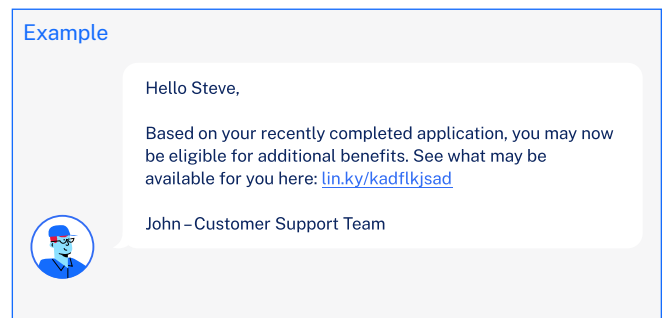 Example
Hello Steve,
Based on your recently completed application, you may now
be eligible for additional benefits. See what may be
available for you here: lin.ky/kadflkjsad
John – Customer Support Team